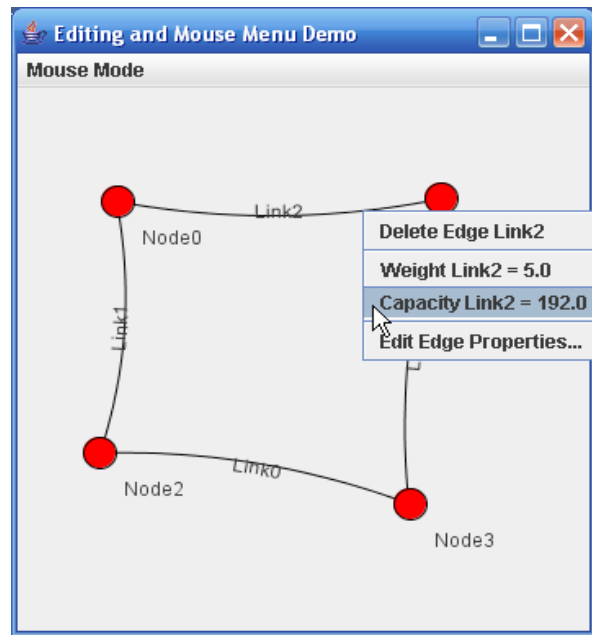 Editing and Mouse Menu Demo
Mouse Mode
Link2
Node0
Delete Edge Link2
Weight Link2 = 5.0
Capacity Link2 = 192.0
Edit Edge Properties...
Link1
Link0
Node2
Node3